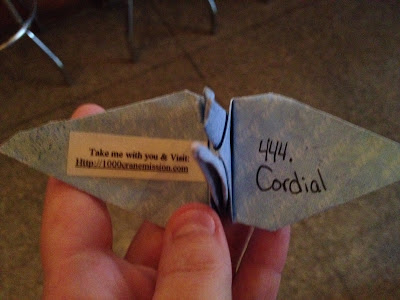 Take me with you & Visit:
Http://1000cranemission.com
444.
Cordial